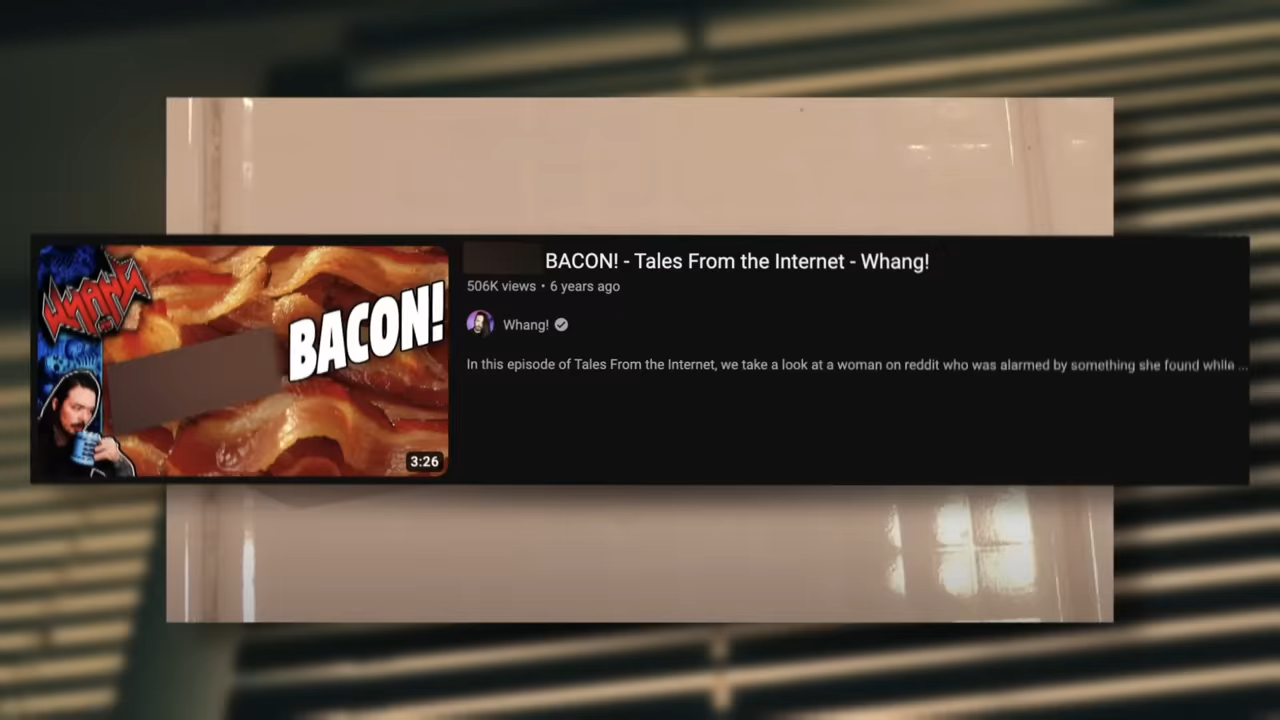 WHANG!
BACON!
3:26
BACON! - Tales From the Internet - Whang!
506K views • 6 years ago
Whang!
In this episode of Tales From the Internet, we take a look at a woman on reddit who was alarmed by something she found while ...